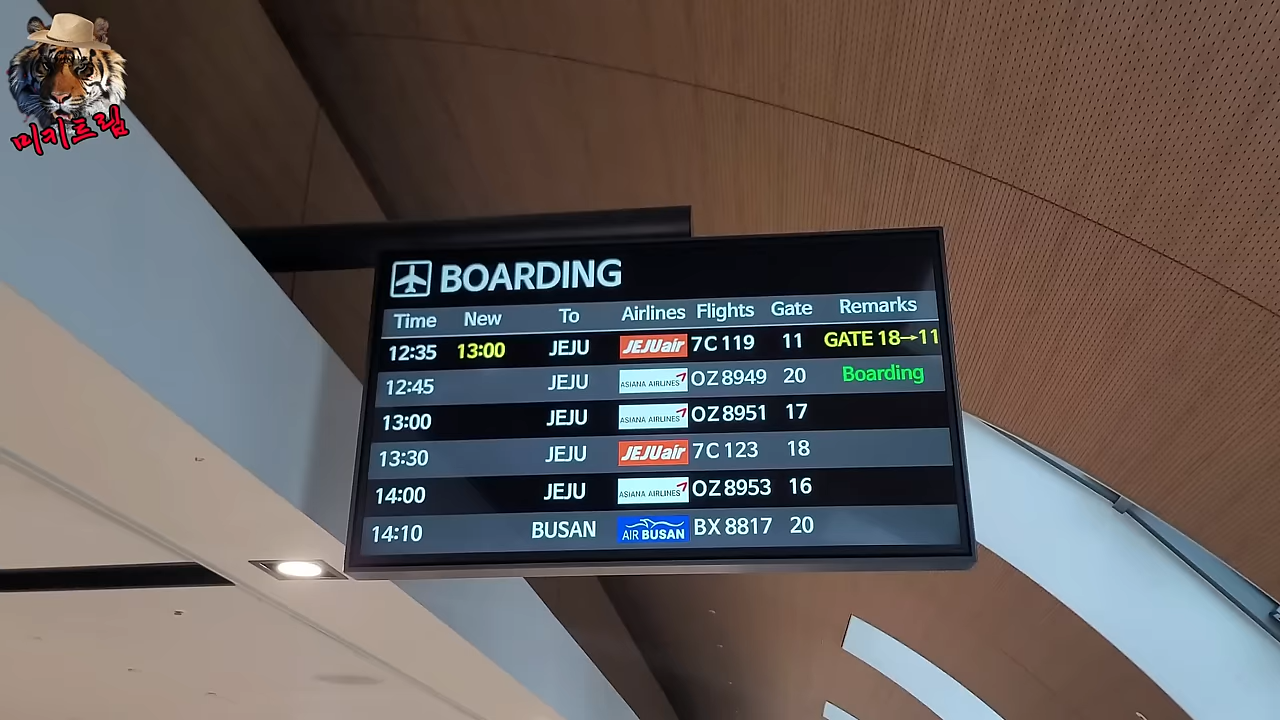 미키트립
BOARDING
Time New To Airlines Flights Gate Remarks
12:35 13:00 JEJU JEJUair 7C 119 11 GATE 18→11
12:45 JEJU ASIANA AIRLINES OZ 8949 20 Boarding
13:00 JEJU ASIANA AIRLINES OZ 8951 17
13:30 JEJU JEJUair 7C 123 18
14:00 JEJU ASIANA AIRLINES OZ 8953 16
14:10 BUSAN AIR BUSAN BX 8817 20